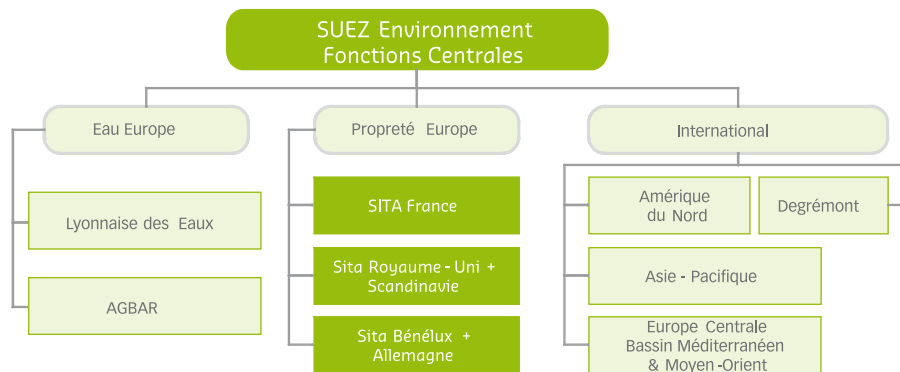 SUEZ Environnement
Fonctions Centrales
Eau Europe
Propreté Europe
International
Lyonnaise des Eaux
AGBAR
SITA France
Sita Royaume-Uni +
Scandinavie
Sita Bénélux +
Allemagne
Amérique
du Nord
Degrémont
Asie - Pacifique
Europe Centrale
Bassin Méditerranéen
& Moyen-Orient